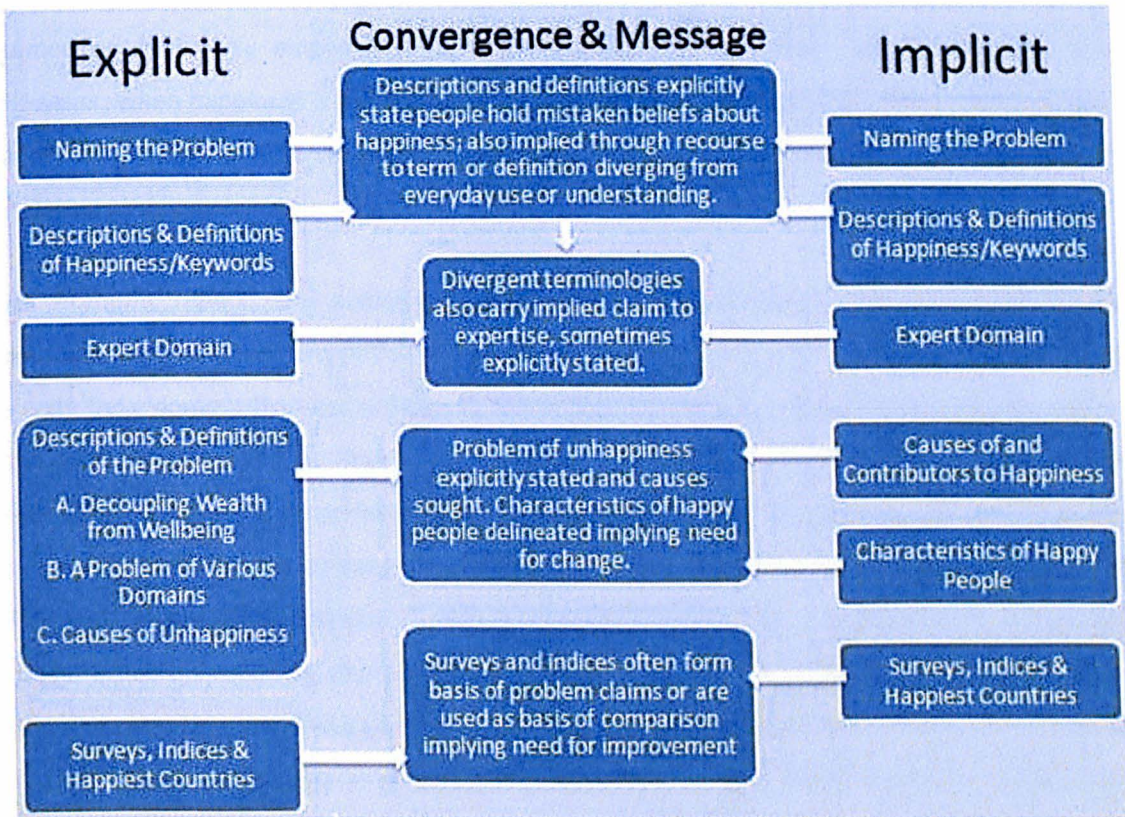 Explicit
Convergence & Message
Implicit
Naming the Problem
Descriptions & Definitions
of Happiness/Keywords
Expert Domain
Descriptions & Definitions
of the Problem
A. Decoupling Wealth
from Wellbeing
B. A Problem of Various
Domains
C. Causes of Unhappiness
Surveys, Indices &
Happiest Countries
Descriptions and definitions explicitly
state people hold mistaken beliefs about
happiness; also implied through recourse
to term or definition diverging from
everyday use or understanding.
Divergent terminologies
also carry implied claim to
expertise, sometimes
explicitly stated.
Problem of unhappiness
explicitly stated and causes
sought. Characteristics of happy
people delineated implying need
for change.
Surveys and indices often form
basis of problem claims or are
used as basis of comparison
implying need for improvement
Naming the Problem
Descriptions & Definitions
of Happiness/Keywords
Expert Domain
Causes of and
Contributors to Happiness
Characteristics of Happy
People
Surveys, Indices &
Happiest Countries